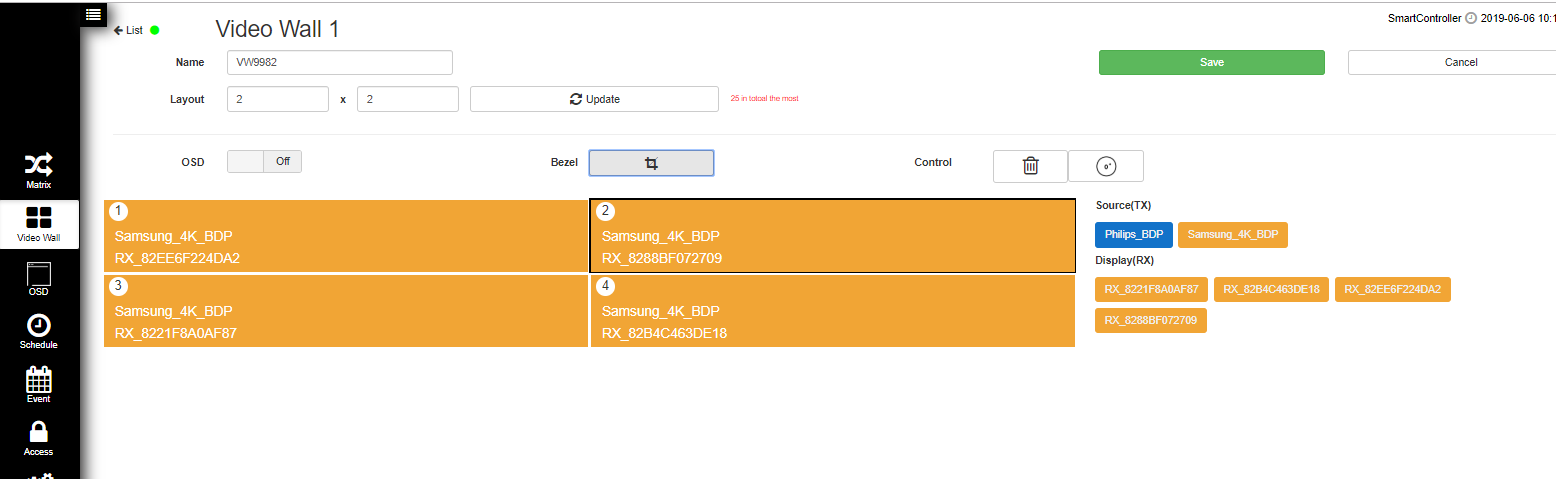 List
Video Wall 1
SmartController 2019-06-06 10:1
Name VW9982 Save Cancel
Layout 2 x 2 Update 25 in totoal the most
OSD Off Bezel Control 0°
Matrix
Video Wall
OSD
Schedule
Event
Access
1
Samsung_4K_BDP
RX_82EE6F224DA2
2
Samsung_4K_BDP
RX_8288BF072709
3
Samsung_4K_BDP
RX_8221F8A0AF87
4
Samsung_4K_BDP
RX_82B4C463DE18
Source(TX)
Philips_BDP Samsung_4K_BDP
Display(RX)
RX_8221F8A0AF87 RX_82B4C463DE18 RX_82EE6F224DA2
RX_8288BF072709